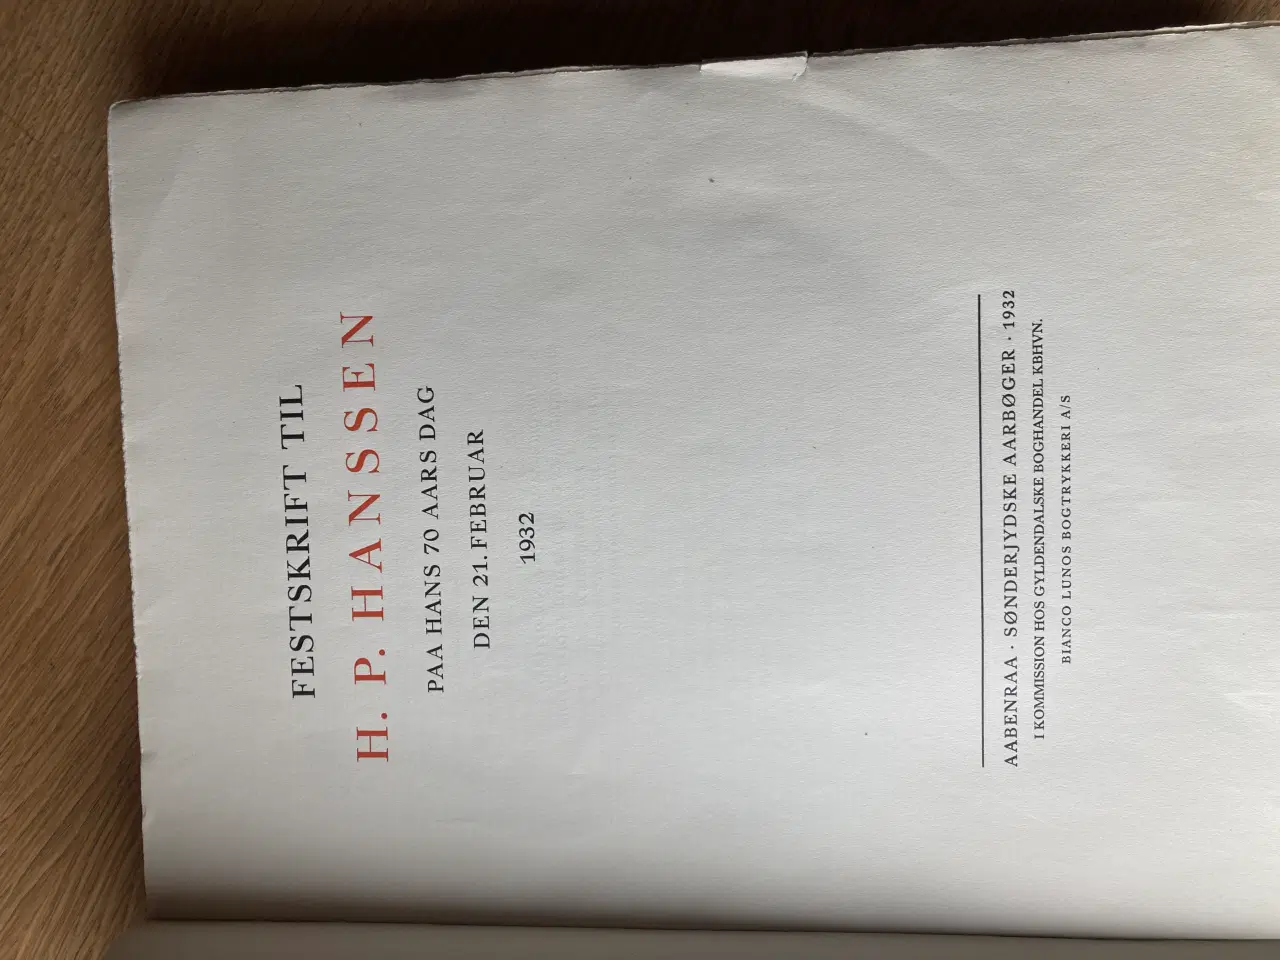 FESTSKRIFT TIL
H. P. HANSSEN
PAA HANS 70 AARS DAG
DEN 21. FEBRUAR
1932
AABENRAA · SØNDERJYDSKE AARBØGER · 1932
I KOMMISSION HOS GYLDENDALSKE BOGHANDEL KBHVN.
BIANCO LUNOS BOGTRYKKERI A/S